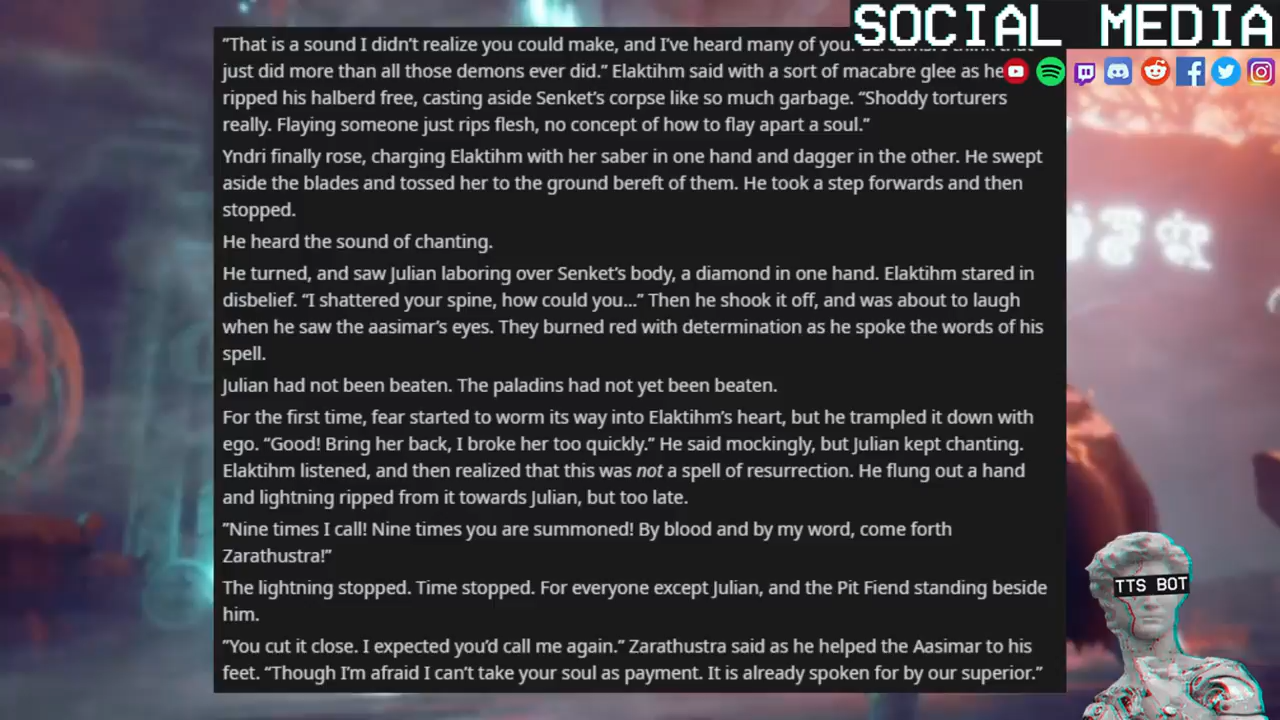 SOCIAL MEDIA
“That is a sound I didn’t realize you could make, and I’ve heard many of you.
just did more than all those demons ever did.” Elaktihm said with a sort of macabre glee as he
ripped his halberd free, casting aside Senket’s corpse like so much garbage. “Shoddy torturers
really. Flaying someone just rips flesh, no concept of how to flay apart a soul.”
Yndri finally rose, charging Elaktihm with her saber in one hand and dagger in the other. He swept
aside the blades and tossed her to the ground bereft of them. He took a step forwards and then
stopped.
He heard the sound of chanting.
He turned, and saw Julian laboring over Senket’s body, a diamond in one hand. Elaktihm stared in
disbelief. “I shattered your spine, how could you…” Then he shook it off, and was about to laugh
when he saw the aasimar’s eyes. They burned red with determination as he spoke the words of his
spell.
Julian had not been beaten. The paladins had not yet been beaten.
For the first time, fear started to worm its way into Elaktihm’s heart, but he trampled it down with
ego. “Good! Bring her back, I broke her too quickly.” He said mockingly, but Julian kept chanting.
Elaktihm listened, and then realized that this was not a spell of resurrection. He flung out a hand
and lightning ripped from it towards Julian, but too late.
“Nine times I call! Nine times you are summoned! By blood and by my word, come forth
Zarathustra!”
The lightning stopped. Time stopped. For everyone except Julian, and the Pit Fiend standing beside
him.
“You cut it close. I expected you’d call me again.” Zarathustra said as he helped the Aasimar to his
feet. “Though I’m afraid I can’t take your soul as payment. It is already spoken for by our superior.”
TTS BOT